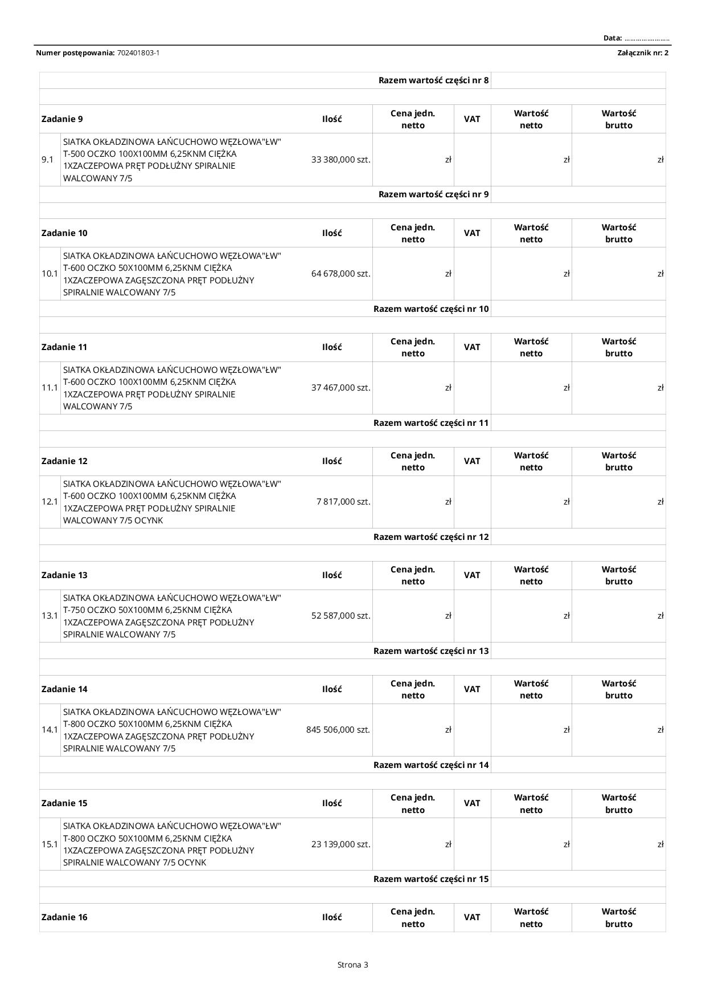 Data: ........................
Numer postępowania: 702401803-1 Załącznik nr: 2
Razem wartość części nr 8
Zadanie 9 Ilość Cena jedn. netto VAT Wartość netto Wartość brutto
9.1 SIATKA OKŁADZINOWA ŁAŃCUCHOWO WĘZŁOWA"ŁW"
T-500 OCZKO 100X100MM 6,25KNM CIĘŻKA
1XZACZEPOWA PRĘT PODŁUŻNY SPIRALNIE
WALCOWANY 7/5
33 380,000 szt. zł zł zł
Razem wartość części nr 9
Zadanie 10 Ilość Cena jedn. netto VAT Wartość netto Wartość brutto
10.1 SIATKA OKŁADZINOWA ŁAŃCUCHOWO WĘZŁOWA"ŁW"
T-600 OCZKO 50X100MM 6,25KNM CIĘŻKA
1XZACZEPOWA ZAGĘSZCZONA PRĘT PODŁUŻNY
SPIRALNIE WALCOWANY 7/5
64 678,000 szt. zł zł zł
Razem wartość części nr 10
Zadanie 11 Ilość Cena jedn. netto VAT Wartość netto Wartość brutto
11.1 SIATKA OKŁADZINOWA ŁAŃCUCHOWO WĘZŁOWA"ŁW"
T-600 OCZKO 100X100MM 6,25KNM CIĘŻKA
1XZACZEPOWA PRĘT PODŁUŻNY SPIRALNIE
WALCOWANY 7/5
37 467,000 szt. zł zł zł
Razem wartość części nr 11
Zadanie 12 Ilość Cena jedn. netto VAT Wartość netto Wartość brutto
12.1 SIATKA OKŁADZINOWA ŁAŃCUCHOWO WĘZŁOWA"ŁW"
T-600 OCZKO 100X100MM 6,25KNM CIĘŻKA
1XZACZEPOWA PRĘT PODŁUŻNY SPIRALNIE
WALCOWANY 7/5 OCYNK
7 817,000 szt. zł zł zł
Razem wartość części nr 12
Zadanie 13 Ilość Cena jedn. netto VAT Wartość netto Wartość brutto
13.1 SIATKA OKŁADZINOWA ŁAŃCUCHOWO WĘZŁOWA"ŁW"
T-750 OCZKO 50X100MM 6,25KNM CIĘŻKA
1XZACZEPOWA ZAGĘSZCZONA PRĘT PODŁUŻNY
SPIRALNIE WALCOWANY 7/5
52 587,000 szt. zł zł zł
Razem wartość części nr 13
Zadanie 14 Ilość Cena jedn. netto VAT Wartość netto Wartość brutto
14.1 SIATKA OKŁADZINOWA ŁAŃCUCHOWO WĘZŁOWA"ŁW"
T-800 OCZKO 50X100MM 6,25KNM CIĘŻKA
1XZACZEPOWA ZAGĘSZCZONA PRĘT PODŁUŻNY
SPIRALNIE WALCOWANY 7/5
845 506,000 szt. zł zł zł
Razem wartość części nr 14
Zadanie 15 Ilość Cena jedn. netto VAT Wartość netto Wartość brutto
15.1 SIATKA OKŁADZINOWA ŁAŃCUCHOWO WĘZŁOWA"ŁW"
T-800 OCZKO 50X100MM 6,25KNM CIĘŻKA
1XZACZEPOWA ZAGĘSZCZONA PRĘT PODŁUŻNY
SPIRALNIE WALCOWANY 7/5 OCYNK
23 139,000 szt. zł zł zł
Razem wartość części nr 15
Zadanie 16 Ilość Cena jedn. netto VAT Wartość netto Wartość brutto
Strona 3